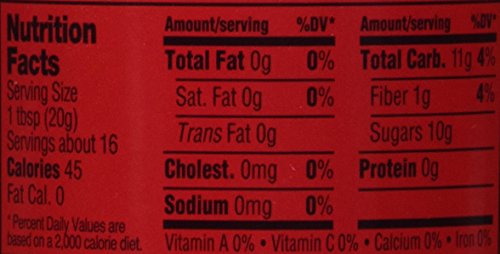 Nutrition
Facts
Serving Size
1 tbsp (20g)
Servings about 16
Calories 45
Fat Cal. 0
*Percent Daily Values are
based on a 2,000 calorie diet.
Amount/serving %DV*
Total Fat 0g 0%
Sat. Fat 0g 0%
Trans Fat 0g
Cholest. 0mg 0%
Sodium 0mg 0%
Amount/serving %DV*
Total Carb. 11g 4%
Fiber 1g 4%
Sugars 10g
Protein 0g
Vitamin A 0% • Vitamin C 0% • Calcium 0% • Iron 0%